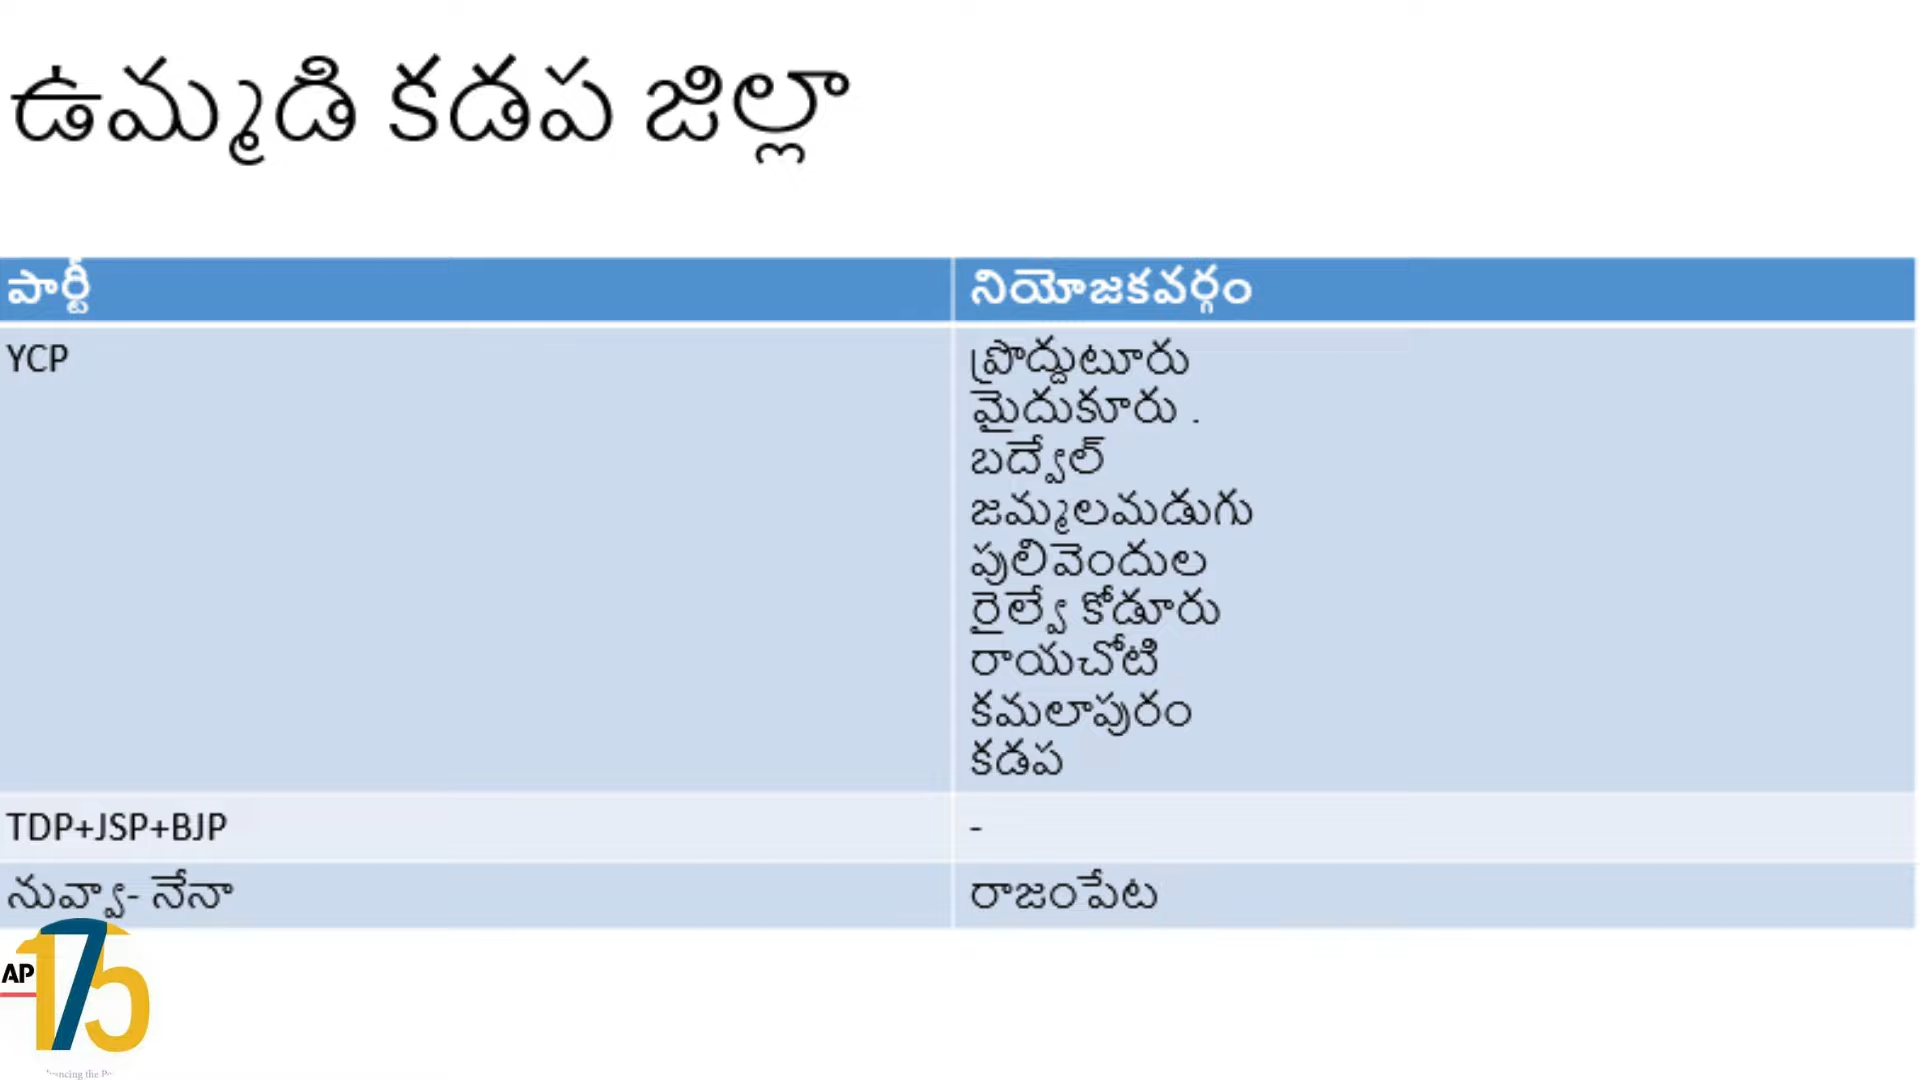 ఉమ్మడి కడప జిల్లా
పార్టీ నియోజకవర్గం
YCP ప్రొద్దుటూరు
మైదుకూరు .
బద్వేల్
జమ్మలమడుగు
పులివెందుల
రైల్వే కోడూరు
రాయచోటి
కమలాపురం
కడప
TDP+JSP+BJP -
నువ్వా- నేనా రాజంపేట
AP 175